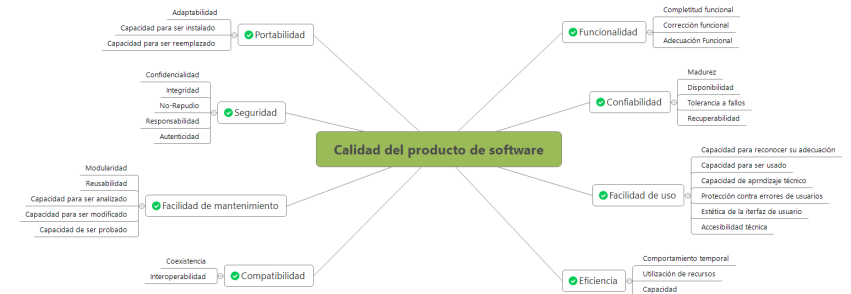 Calidad del producto de software
Funcionalidad
Completitud funcional
Corrección funcional
Adecuación Funcional
Confiabilidad
Madurez
Disponibilidad
Tolerancia a fallos
Recuperabilidad
Facilidad de uso
Capacidad para reconocer su adecuación
Capacidad para ser usado
Capacidad de aprndizaje técnico
Protección contra errores de usuarios
Estética de la iterfaz de usuario
Accesibilidad técnica
Eficiencia
Comportamiento temporal
Utilización de recursos
Capacidad
Portabilidad
Adaptabilidad
Capacidad para ser instalado
Capacidad para ser reemplazado
Seguridad
Confidencialidad
Integridad
No-Repudio
Responsabilidad
Autenticidad
Facilidad de mantenimiento
Modularidad
Reusabilidad
Capacidad para ser analizado
Capacidad para ser modificado
Capacidad de ser probado
Compatibilidad
Coexistencia
Interoperabilidad